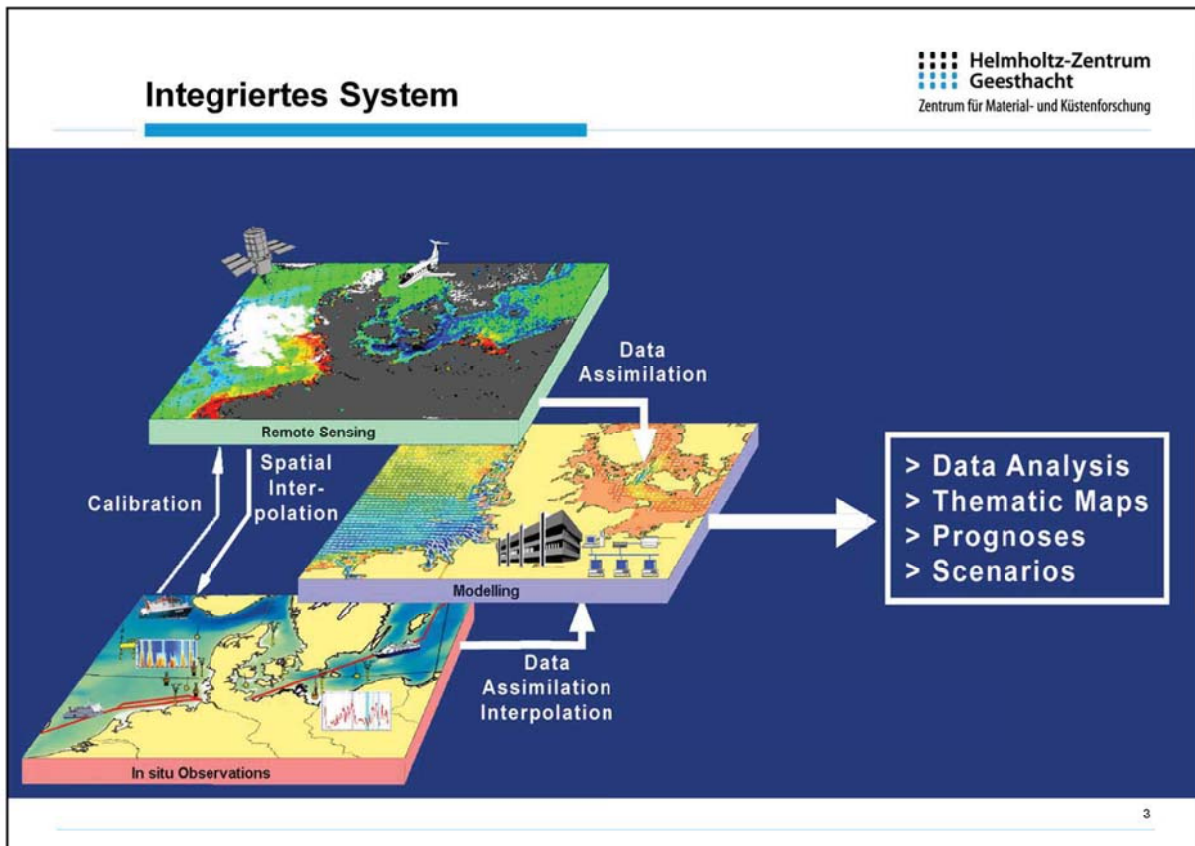 Integriertes System
Helmholtz-Zentrum
Geesthacht
Zentrum für Material- und Küstenforschung
Data
Assimilation
Remote Sensing
Calibration
Spatial
Inter-
polation
Modelling
> Data Analysis
> Thematic Maps
> Prognoses
> Scenarios
Data
Assimilation
Interpolation
In situ Observations
3